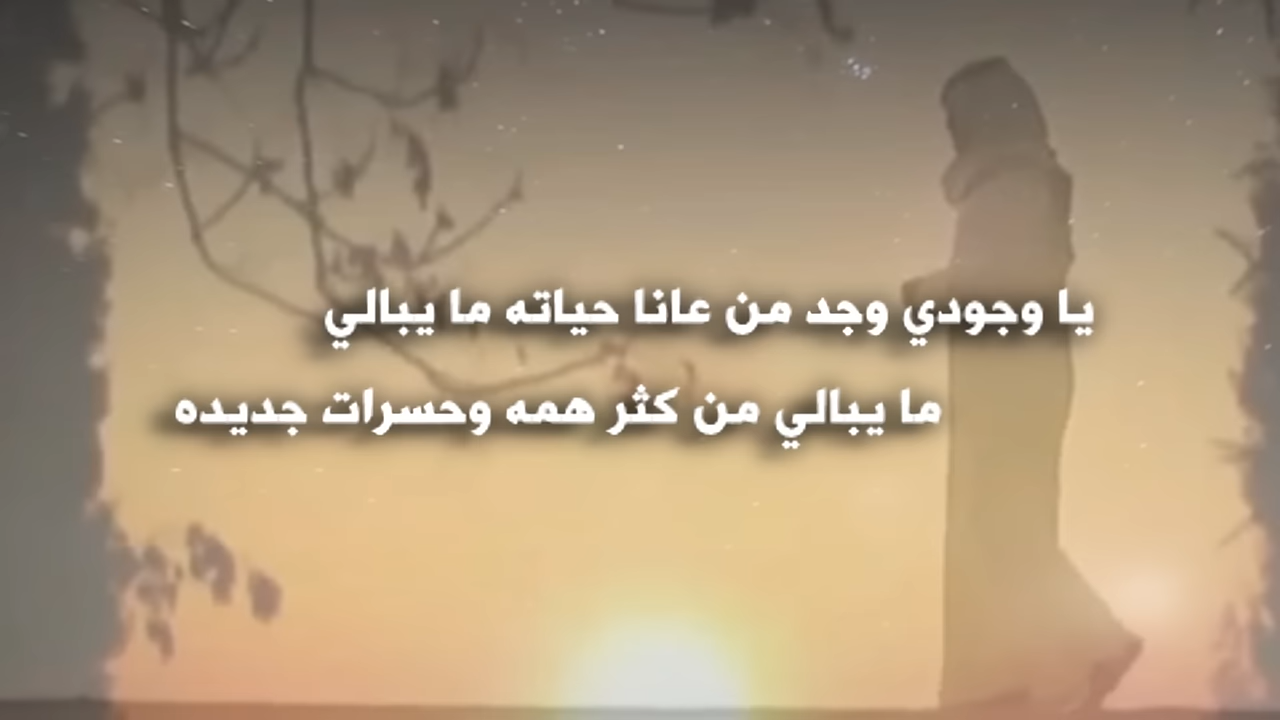 يا وجودي وجد من عانا حياته ما يبالي
ما يبالي من كثر همه وحسرات جديده